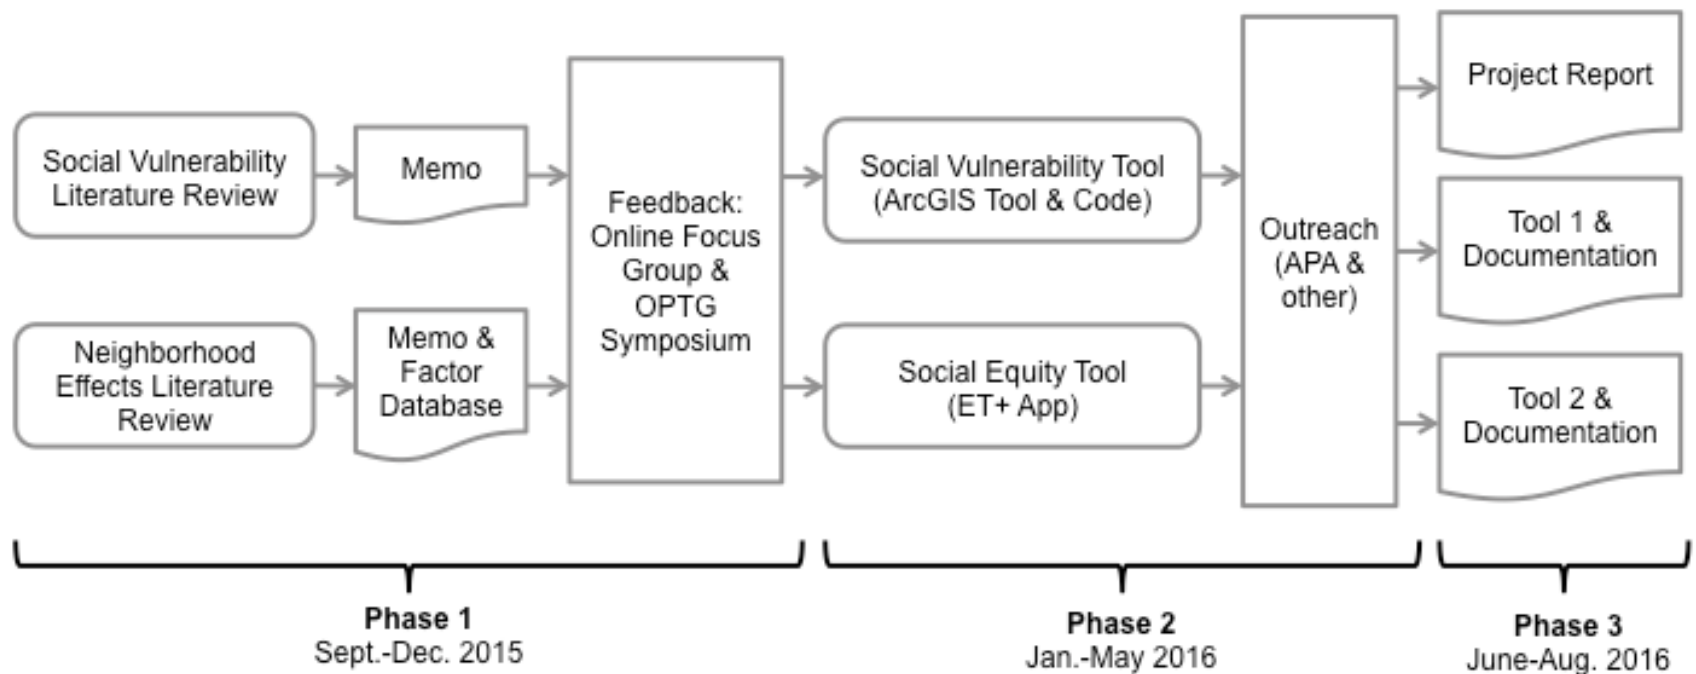 Social Vulnerability
Literature Review
Memo
Neighborhood
Effects Literature
Review
Memo &
Factor
Database
Feedback:
Online Focus
Group &
OPTG
Symposium
Social Vulnerability Tool
(ArcGIS Tool & Code)
Social Equity Tool
(ET+ App)
Outreach
(APA &
other)
Project Report
Tool 1 &
Documentation
Tool 2 &
Documentation
Phase 1
Sept.-Dec. 2015
Phase 2
Jan.-May 2016
Phase 3
June-Aug. 2016